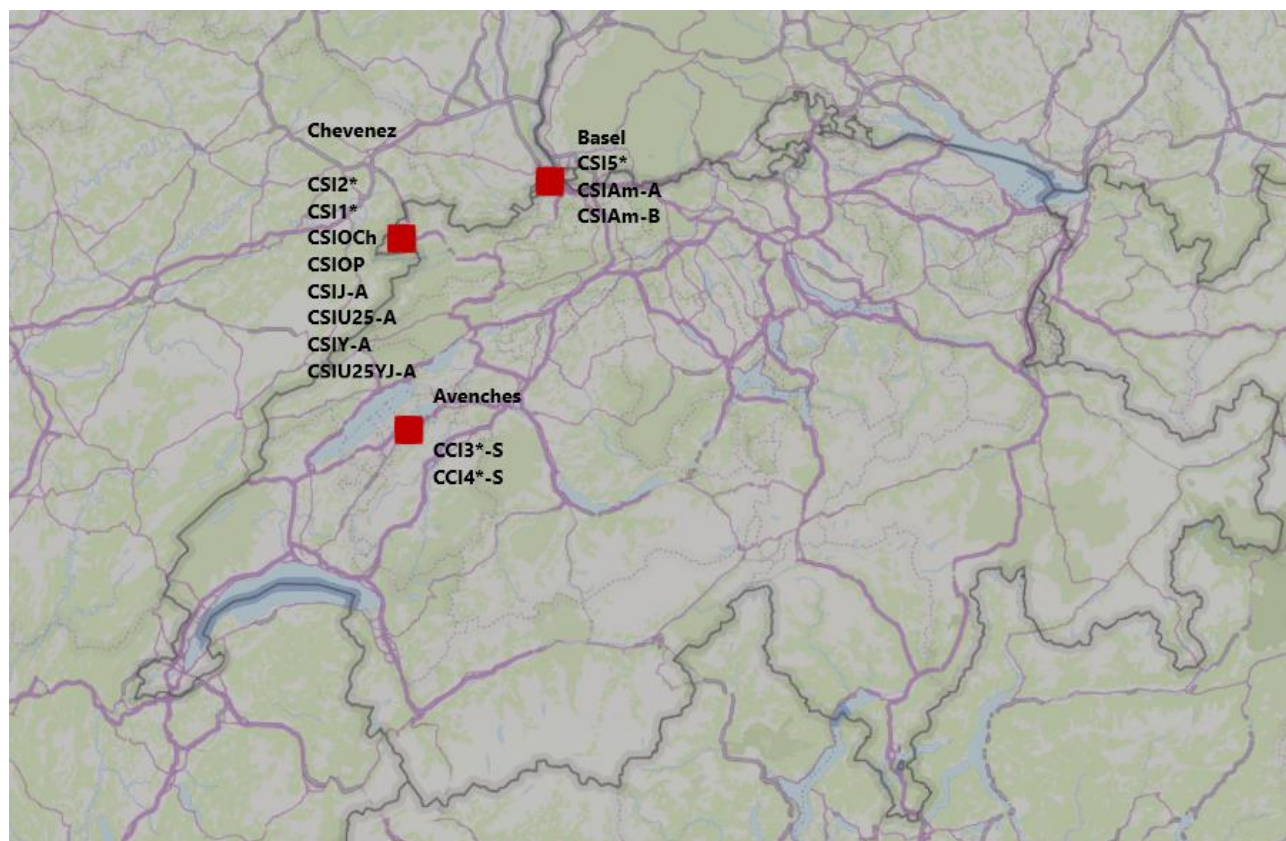 Chevenez
CSI2*
CSI1*
CSIOCh
CSIOP
CSIJ-A
CSIU25-A
CSIY-A
CSIU25YJ-A
Basel
CSI5*
CSIAm-A
CSIAm-B
Avenches
CCI3*-S
CCI4*-S